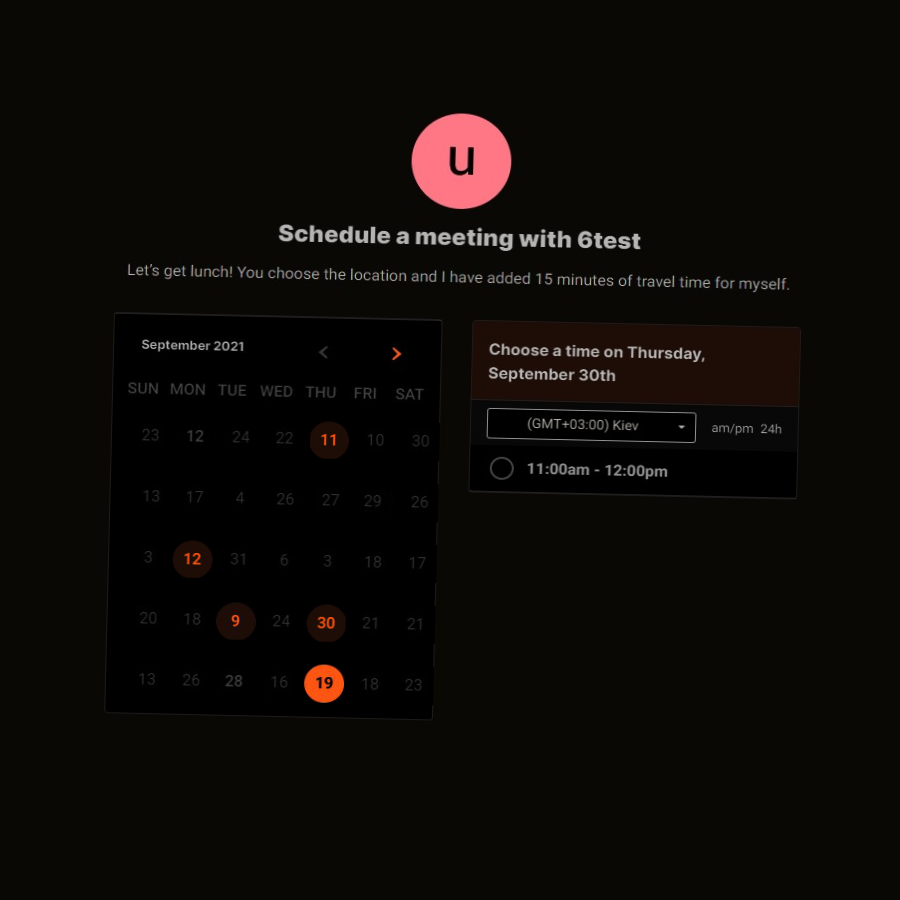 u
Schedule a meeting with 6test
Let's get lunch! You choose the location and I have added 15 minutes of travel time for myself.
September 2021
SUN MON TUE WED THU FRI SAT
23 12 24 22 11 10 30
13 17 4 26 27 29 26
3 12 31 6 3 18 17
20 18 9 24 30 21 21
13 26 28 16 19 18 23
Choose a time on Thursday,
September 30th
(GMT+03:00) Kiev am/pm 24h
11:00am - 12:00pm